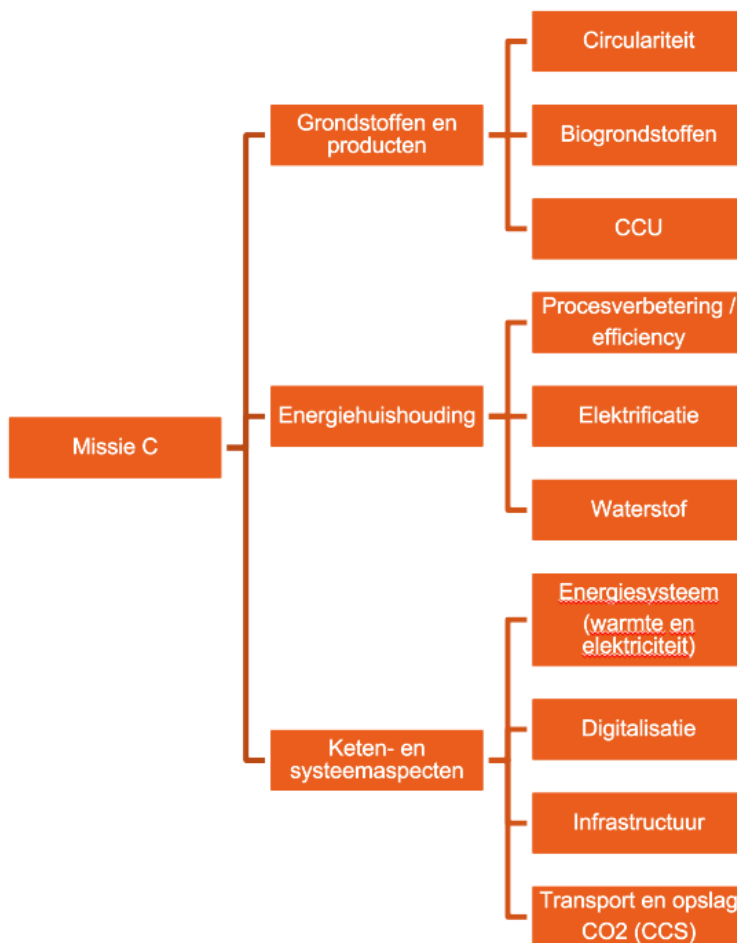 Missie C
Grondstoffen en
producten
Circulariteit
Biogrondstoffen
CCU
Energiehuishouding
Procesverbetering /
efficiency
Elektrificatie
Waterstof
Keten- en
systeemaspecten
Energiesysteem
(warmte en
elektriciteit)
Digitalisatie
Infrastructuur
Transport en opslag
CO2 (CCS)